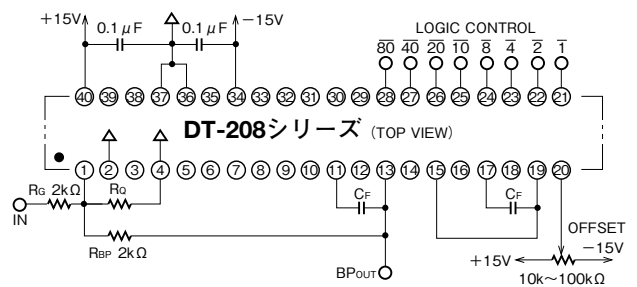 +15V 0.1μF 0.1μF −15V
LOGIC CONTROL
80 40 20 10 8 4 2 1
40 39 38 37 36 35 34 33 32 31 30 29 28 27 26 25 24 23 22 21
DT-208シリーズ (TOP VIEW)
1 2 3 4 5 6 7 8 9 10 11 12 13 14 15 16 17 18 19 20
RG 2kΩ RQ CF CF
IN
OFFSET
RBP 2kΩ
+15V −15V
BPOUT
10k~100kΩ